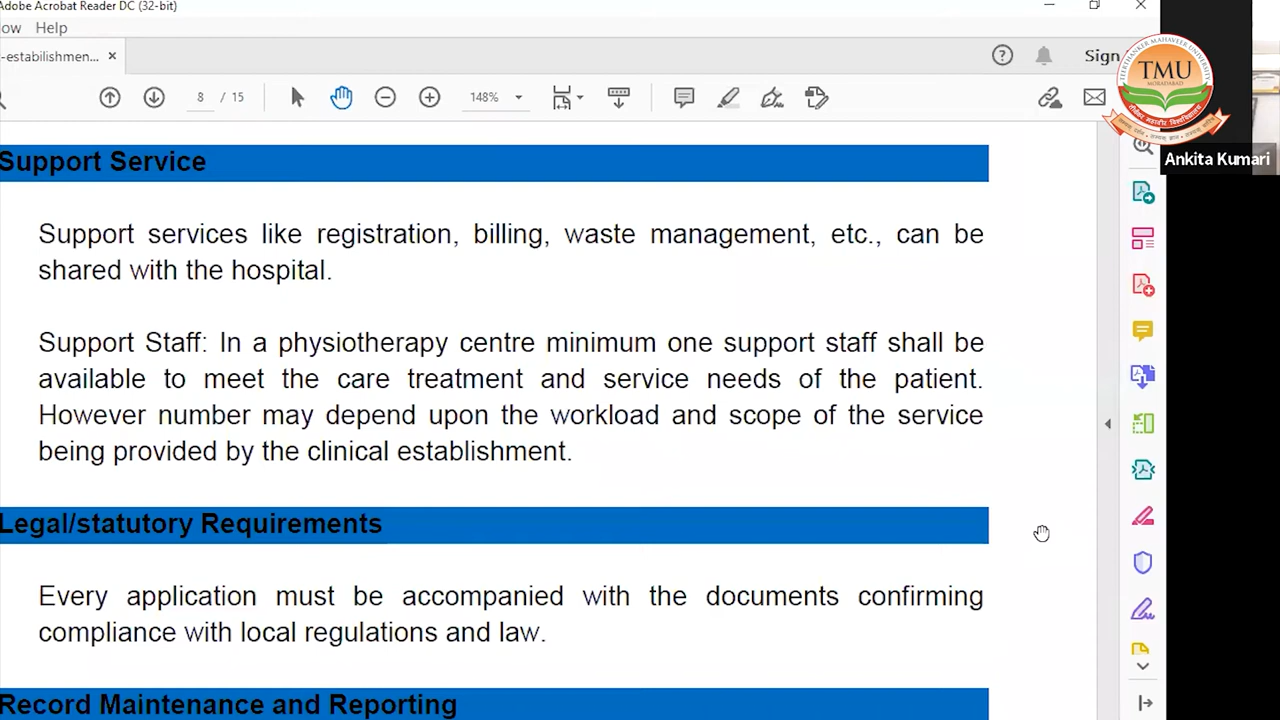 Adobe Acrobat Reader DC (32-bit)
ow Help
-estabilishmen... ×
Sign
8 / 15
148%
TEERTHANKER MAHAVEER UNIVERSITY
TMU
MORADABAD
Ankita Kumari
Support Service
Support services like registration, billing, waste management, etc., can be
shared with the hospital.
Support Staff: In a physiotherapy centre minimum one support staff shall be
available to meet the care treatment and service needs of the patient.
However number may depend upon the workload and scope of the service
being provided by the clinical establishment.
Legal/statutory Requirements
Every application must be accompanied with the documents confirming
compliance with local regulations and law.
Record Maintenance and Reporting